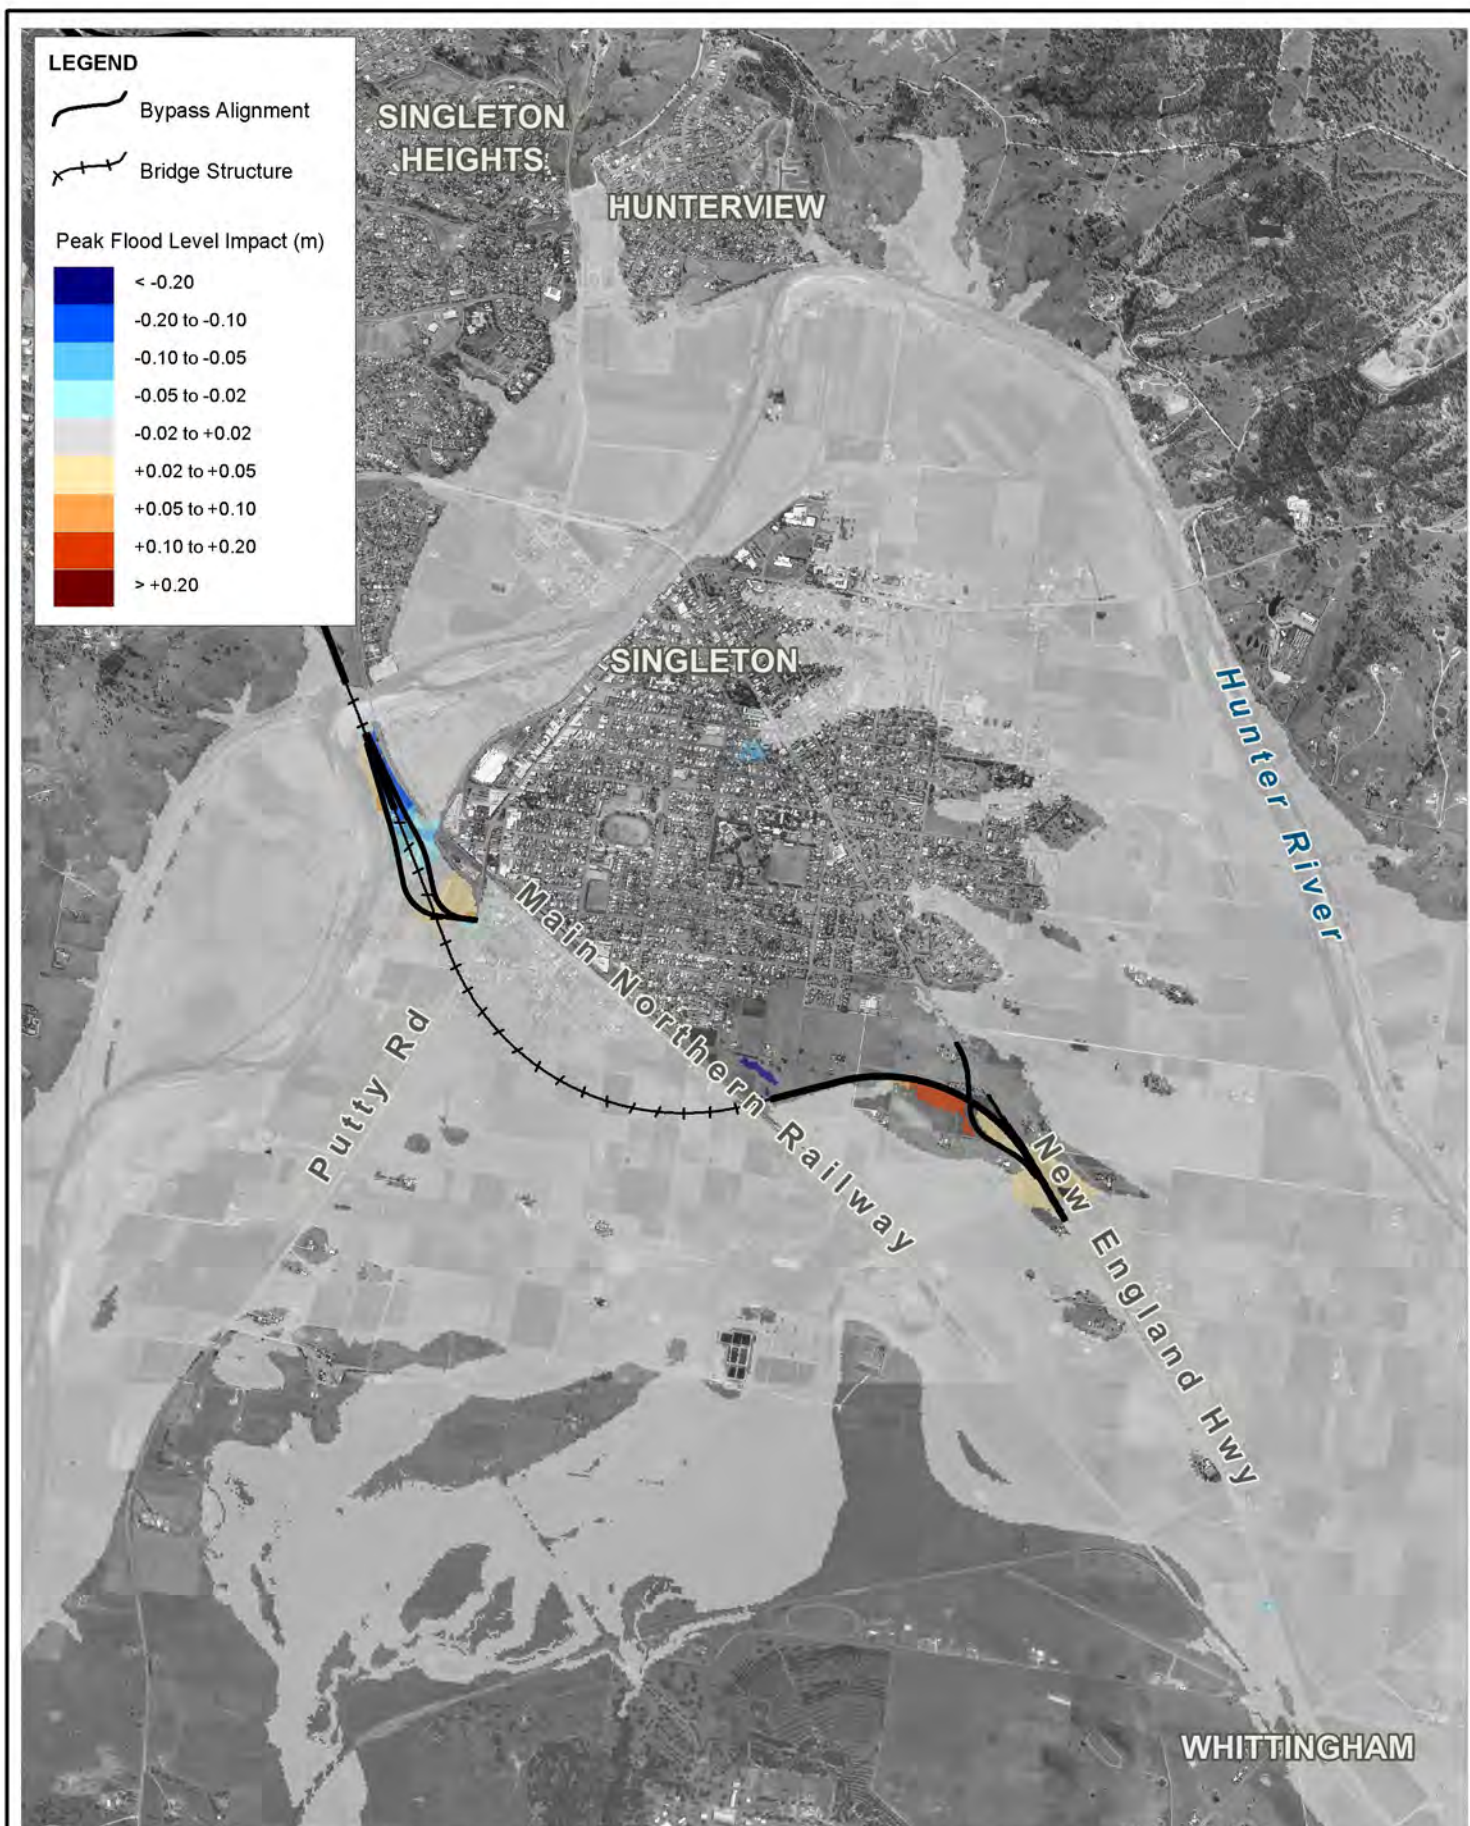 LEGEND
Bypass Alignment
Bridge Structure
Peak Flood Level Impact (m)
< -0.20
-0.20 to -0.10
-0.10 to -0.05
-0.05 to -0.02
-0.02 to +0.02
+0.02 to +0.05
+0.05 to +0.10
+0.10 to +0.20
> +0.20
SINGLETON
HEIGHTS
HUNTERVIEW
SINGLETON
Hunter River
Main Northern Railway
Putty Rd
New England Hwy
WHITTINGHAM